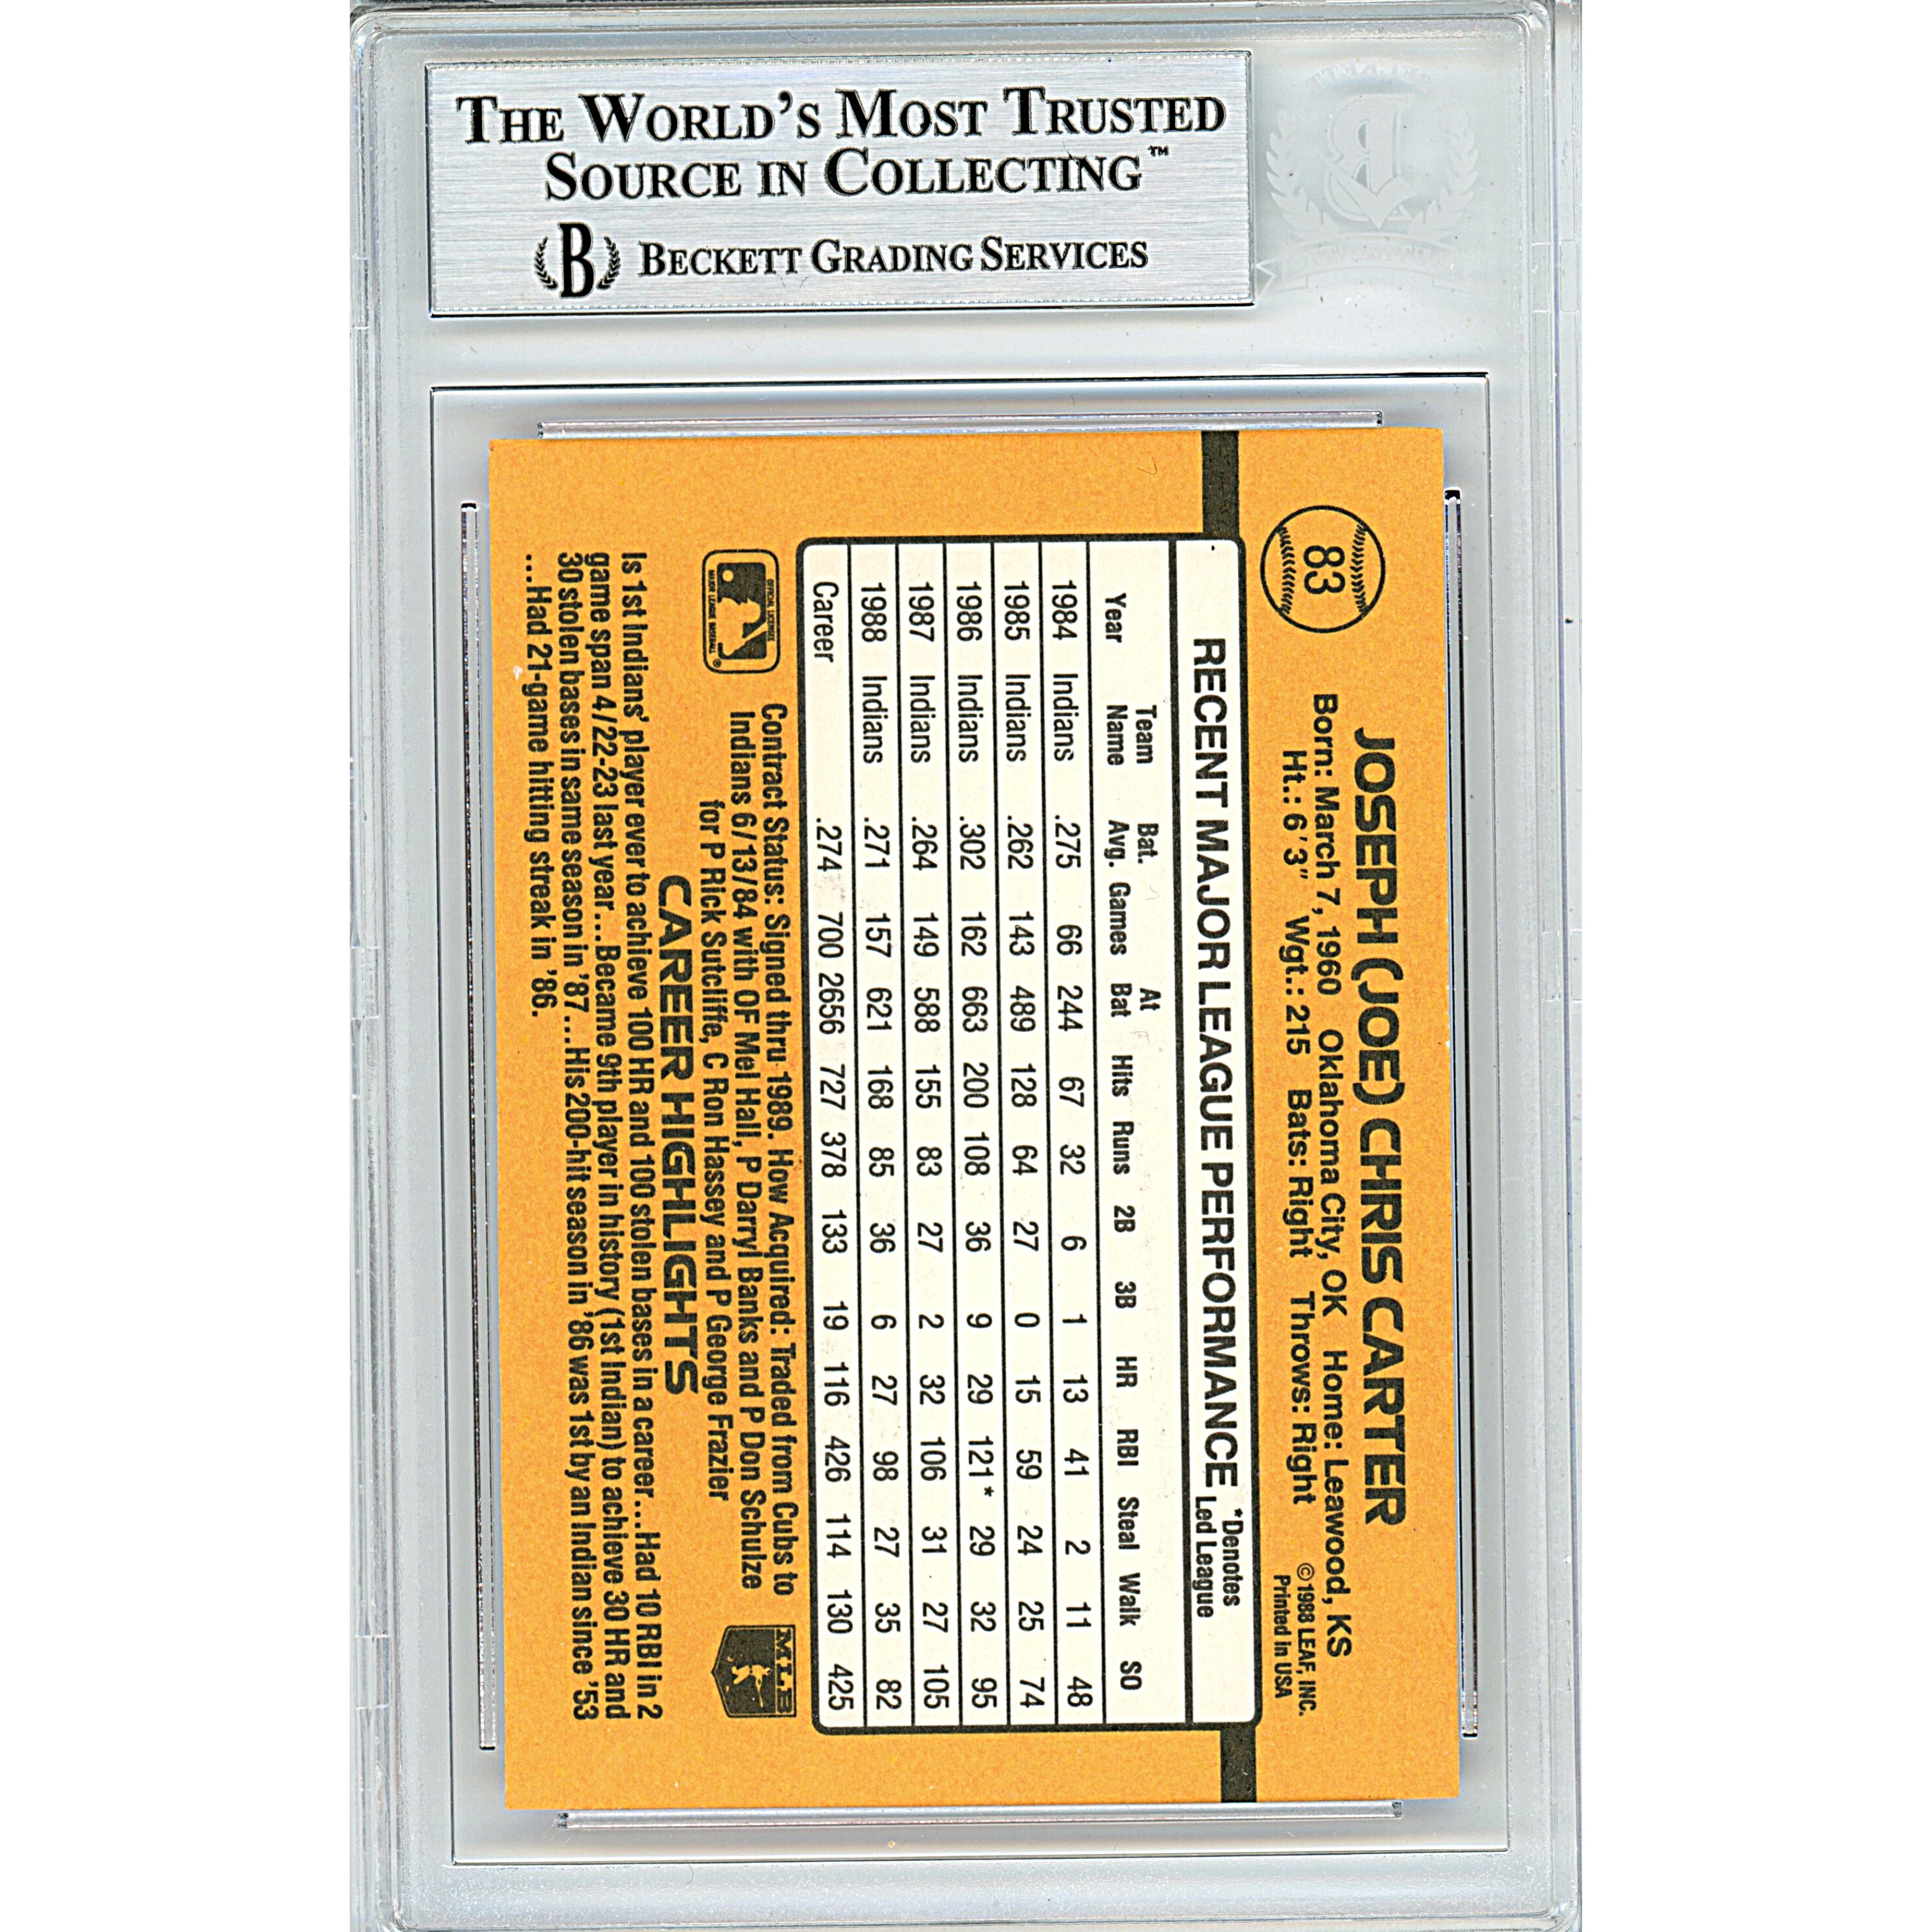 THE WORLD'S MOST TRUSTED
SOURCE IN COLLECTING™
B BECKETT GRADING SERVICES
83
JOSEPH (JOE) CHRIS CARTER
Born: March 7, 1960 Oklahoma City, OK Home: Leawood, KS
Ht.: 6'3" Wgt.: 215 Bats: Right Throws: Right
© 1988 LEAF, INC.
Printed in USA
RECENT MAJOR LEAGUE PERFORMANCE *Denotes Led League
Year Team Name Bat. Avg. Games At Bat Hits Runs 2B 3B HR RBI Steal Walk SO
1984 Indians .275 66 244 67 32 6 1 13 41 2 11 48
1985 Indians .262 143 489 128 64 27 0 15 59 24 25 74
1986 Indians .302 162 663 200 108 36 9 29 121* 29 32 95
1987 Indians .264 149 588 155 83 27 2 32 106 31 27 105
1988 Indians .271 157 621 168 85 36 6 27 98 27 35 82
Career .274 700 2656 727 378 133 19 116 426 114 130 425
OFFICIAL LICENSEE
MAJOR LEAGUE BASEBALL ®
Contract Status: Signed thru 1989. How Acquired: Traded from Cubs to
Indians 6/13/84 with OF Mel Hall, P Darryl Banks and P Don Schulze
for P Rick Sutcliffe, C Ron Hassey and P George Frazier
MLB
CAREER HIGHLIGHTS
Is 1st Indians' player ever to achieve 100 HR and 100 stolen bases in a career...Had 10 RBI in 2
game span 4/22-23 last year...Became 9th player in history (1st Indian) to achieve 30 HR and
30 stolen bases in same season in '87...His 200-hit season in '86 was 1st by an Indian since '53
...Had 21-game hitting streak in '86.